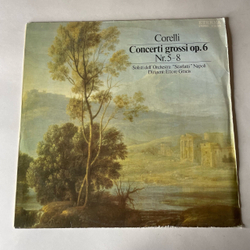 Corelli
Concerti grossi op. 6
Nr. 5-8
Solisti dell' Orchestra "Scarlatti" Napoli
Dirigent: Ettore Gracis